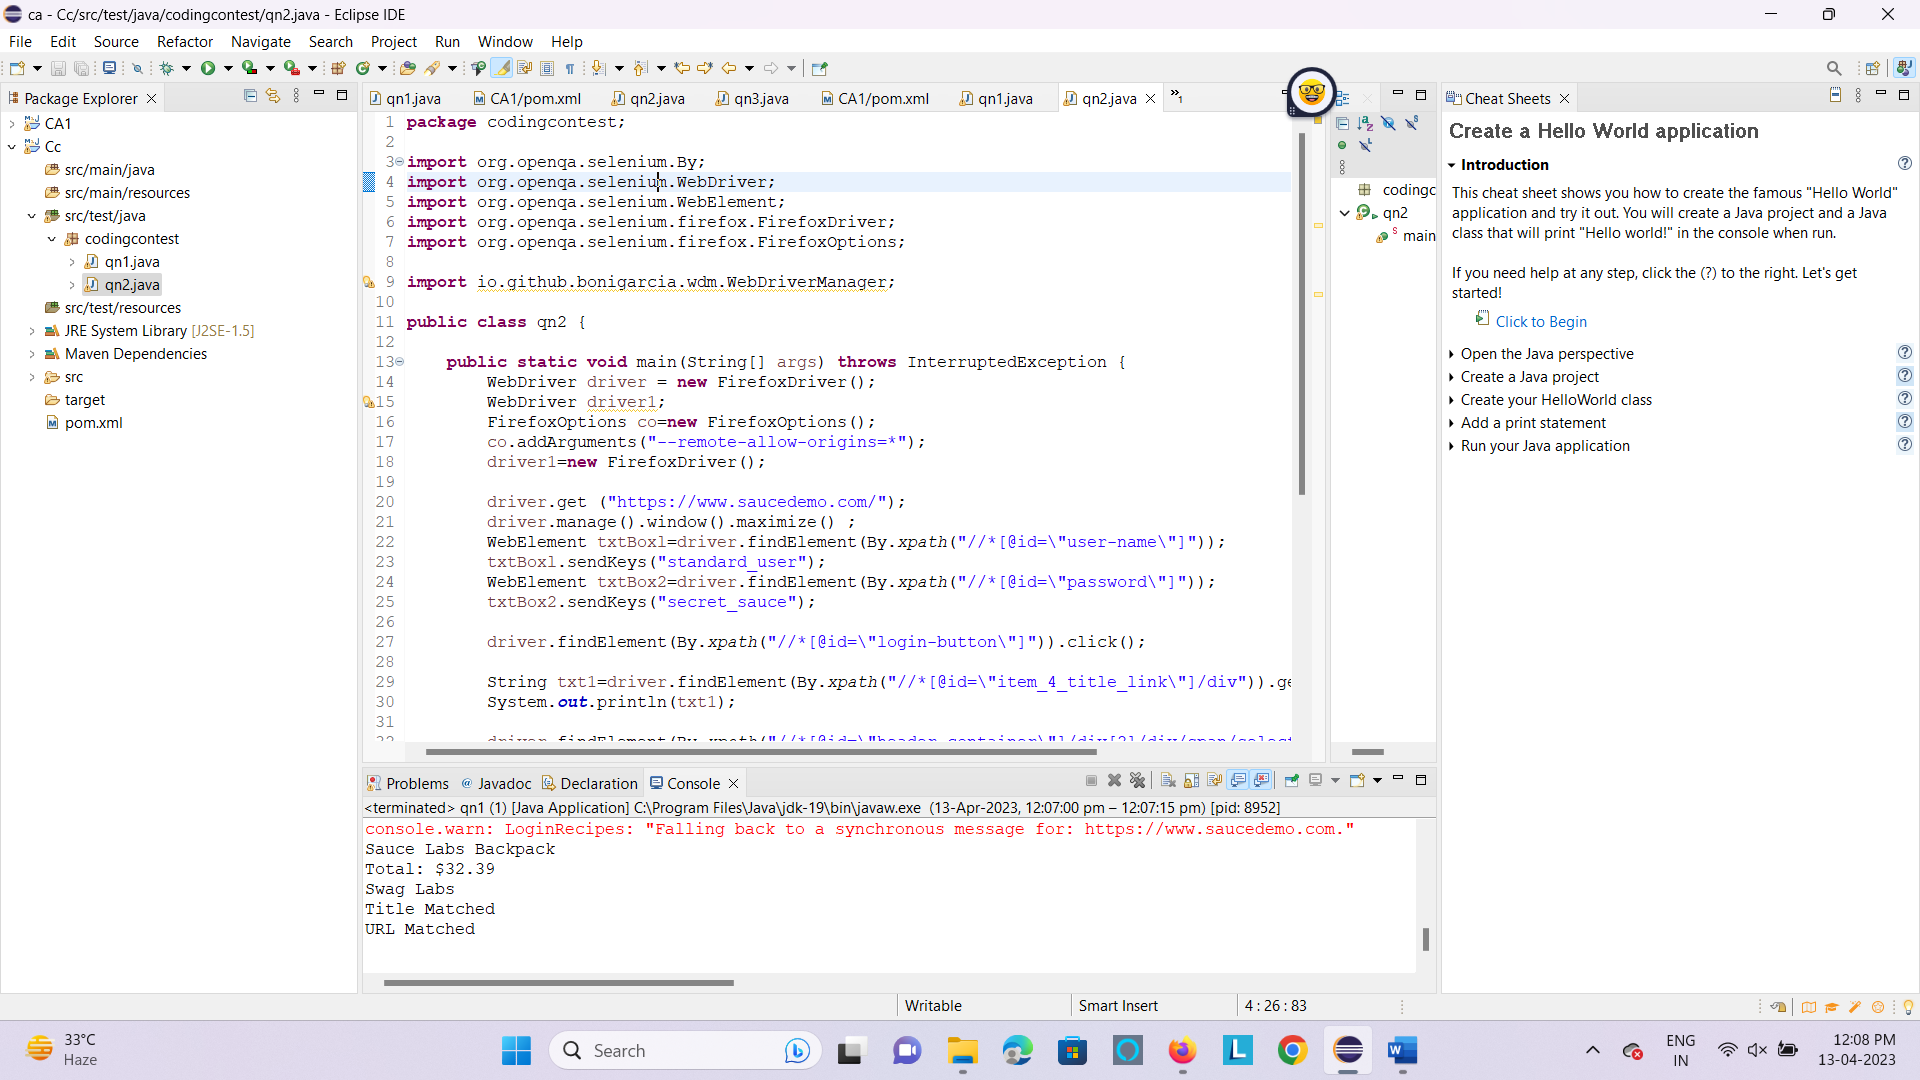 ca - Cc/src/test/java/codingcontest/qn2.java - Eclipse IDE
File Edit Source Refactor Navigate Search Project Run Window Help
Package Explorer
CA1
Cc
src/main/java
src/main/resources
src/test/java
codingcontest
qn1.java
qn2.java
src/test/resources
JRE System Library [J2SE-1.5]
Maven Dependencies
src
target
pom.xml
qn1.java CA1/pom.xml qn2.java qn3.java CA1/pom.xml qn1.java qn2.java »1
1 package codingcontest;
2
3 import org.openqa.selenium.By;
4 import org.openqa.selenium.WebDriver;
5 import org.openqa.selenium.WebElement;
6 import org.openqa.selenium.firefox.FirefoxDriver;
7 import org.openqa.selenium.firefox.FirefoxOptions;
8
9 import io.github.bonigarcia.wdm.WebDriverManager;
10
11 public class qn2 {
12
13 public static void main(String[] args) throws InterruptedException {
14 WebDriver driver = new FirefoxDriver();
15 WebDriver driver1;
16 FirefoxOptions co=new FirefoxOptions();
17 co.addArguments("--remote-allow-origins=*");
18 driver1=new FirefoxDriver();
19
20 driver.get ("https://www.saucedemo.com/");
21 driver.manage().window().maximize() ;
22 WebElement txtBoxl=driver.findElement(By.xpath("//*[@id=\"user-name\"]"));
23 txtBoxl.sendKeys("standard_user");
24 WebElement txtBox2=driver.findElement(By.xpath("//*[@id=\"password\"]"));
25 txtBox2.sendKeys("secret_sauce");
26
27 driver.findElement(By.xpath("//*[@id=\"login-button\"]")).click();
28
29 String txt1=driver.findElement(By.xpath("//*[@id=\"item_4_title_link\"]/div")).ge
30 System.out.println(txt1);
31
32 driver.findElement(By.xpath("//*[@id=\"header_container\"]/div[2]/div/span/select
codingc
qn2
main
Cheat Sheets
Create a Hello World application
Introduction
This cheat sheet shows you how to create the famous "Hello World"
application and try it out. You will create a Java project and a Java
class that will print "Hello world!" in the console when run.
If you need help at any step, click the (?) to the right. Let's get
started!
Click to Begin
Open the Java perspective
Create a Java project
Create your HelloWorld class
Add a print statement
Run your Java application
Problems Javadoc Declaration Console
<terminated> qn1 (1) [Java Application] C:\Program Files\Java\jdk-19\bin\javaw.exe (13-Apr-2023, 12:07:00 pm – 12:07:15 pm) [pid: 8952]
console.warn: LoginRecipes: "Falling back to a synchronous message for: https://www.saucedemo.com."
Sauce Labs Backpack
Total: $32.39
Swag Labs
Title Matched
URL Matched
Writable Smart Insert 4 : 26 : 83
33°C
Haze
Search
ENG
IN
12:08 PM
13-04-2023